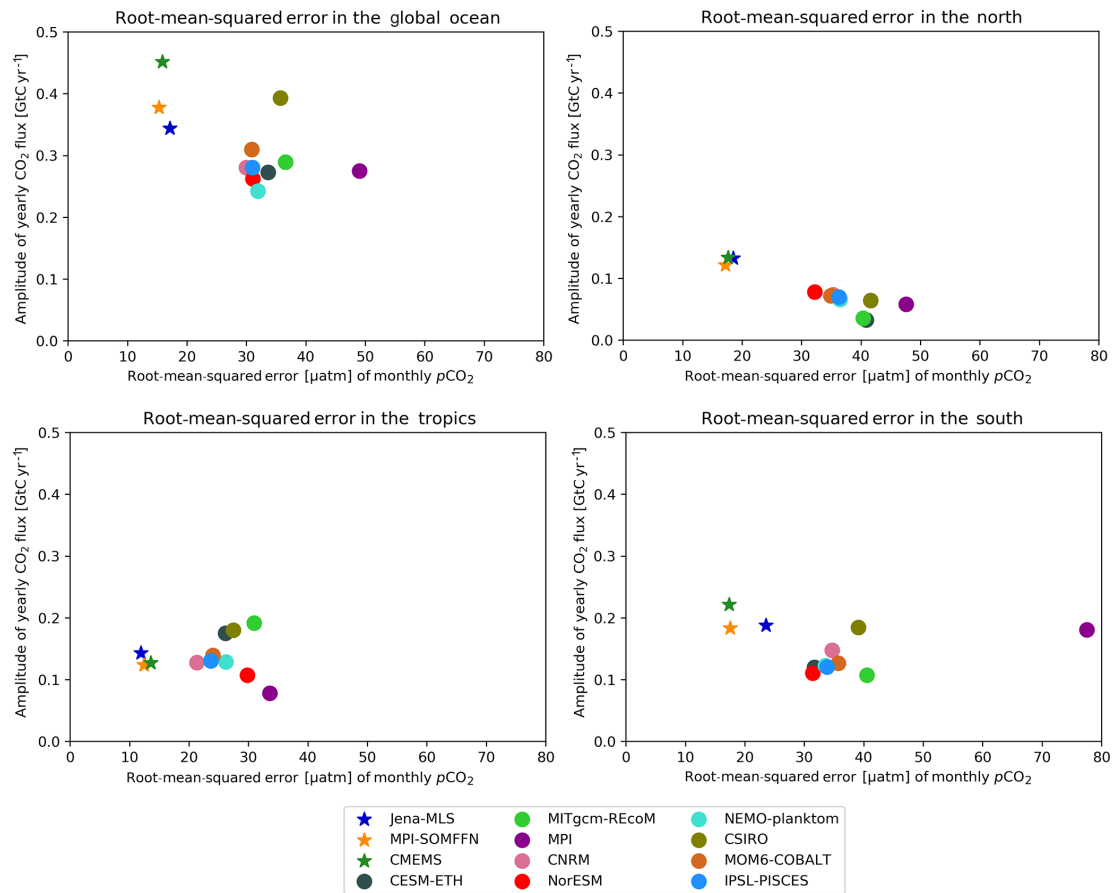 Root-mean-squared error in the global ocean
Amplitude of yearly CO₂ flux [GtC yr⁻¹]
0.5
0.4
0.3
0.2
0.1
0.0
0 10 20 30 40 50 60 70 80
Root-mean-squared error [µatm] of monthly pCO₂
Root-mean-squared error in the north
Amplitude of yearly CO₂ flux [GtC yr⁻¹]
0.5
0.4
0.3
0.2
0.1
0.0
0 10 20 30 40 50 60 70 80
Root-mean-squared error [µatm] of monthly pCO₂
Root-mean-squared error in the tropics
Amplitude of yearly CO₂ flux [GtC yr⁻¹]
0.5
0.4
0.3
0.2
0.1
0.0
0 10 20 30 40 50 60 70 80
Root-mean-squared error [µatm] of monthly pCO₂
Root-mean-squared error in the south
Amplitude of yearly CO₂ flux [GtC yr⁻¹]
0.5
0.4
0.3
0.2
0.1
0.0
0 10 20 30 40 50 60 70 80
Root-mean-squared error [µatm] of monthly pCO₂
Jena-MLS
MPI-SOMFFN
CMEMS
CESM-ETH
MITgcm-REcoM
MPI
CNRM
NorESM
NEMO-planktom
CSIRO
MOM6-COBALT
IPSL-PISCES